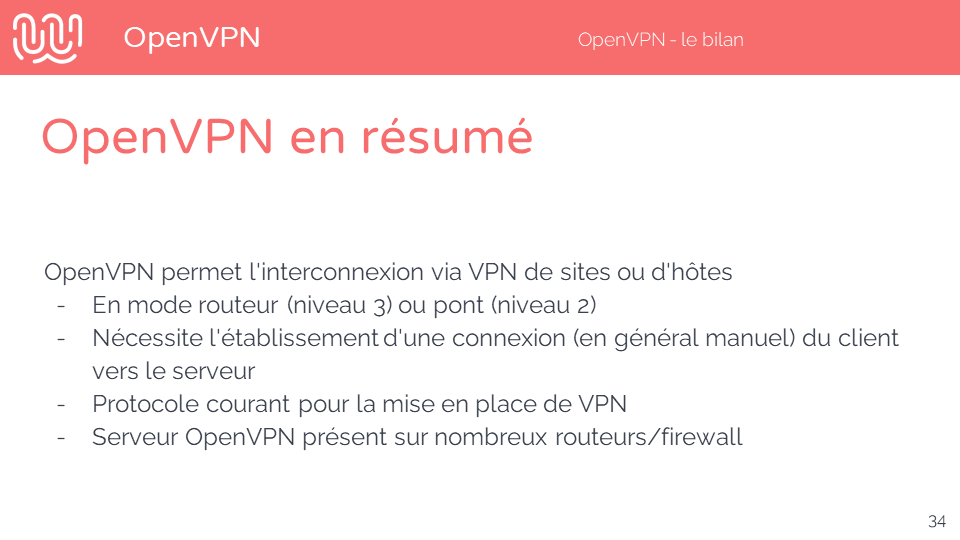 OpenVPN
OpenVPN - le bilan
OpenVPN en résumé
OpenVPN permet l'interconnexion via VPN de sites ou d'hôtes
- En mode routeur (niveau 3) ou pont (niveau 2)
- Nécessite l'établissement d'une connexion (en général manuel) du client
vers le serveur
- Protocole courant pour la mise en place de VPN
- Serveur OpenVPN présent sur nombreux routeurs/firewall
34